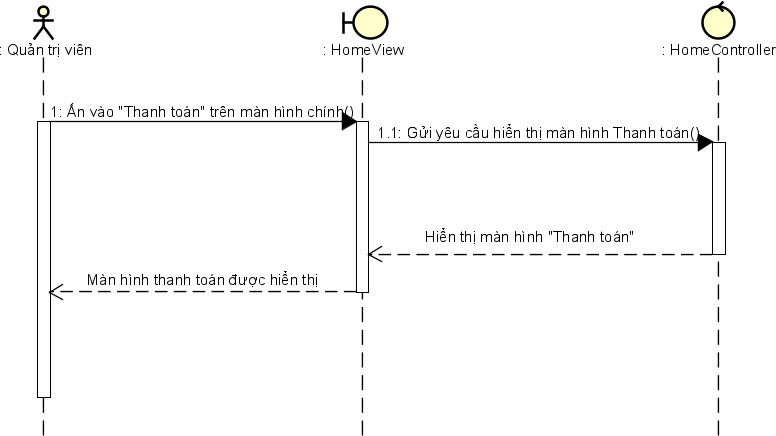 : Quản trị viên
: HomeView
: HomeController
1: Ấn vào "Thanh toán" trên màn hình chính()
1.1: Gửi yêu cầu hiển thị màn hình Thanh toán()
Hiển thị màn hình "Thanh toán"
Màn hình thanh toán được hiển thị